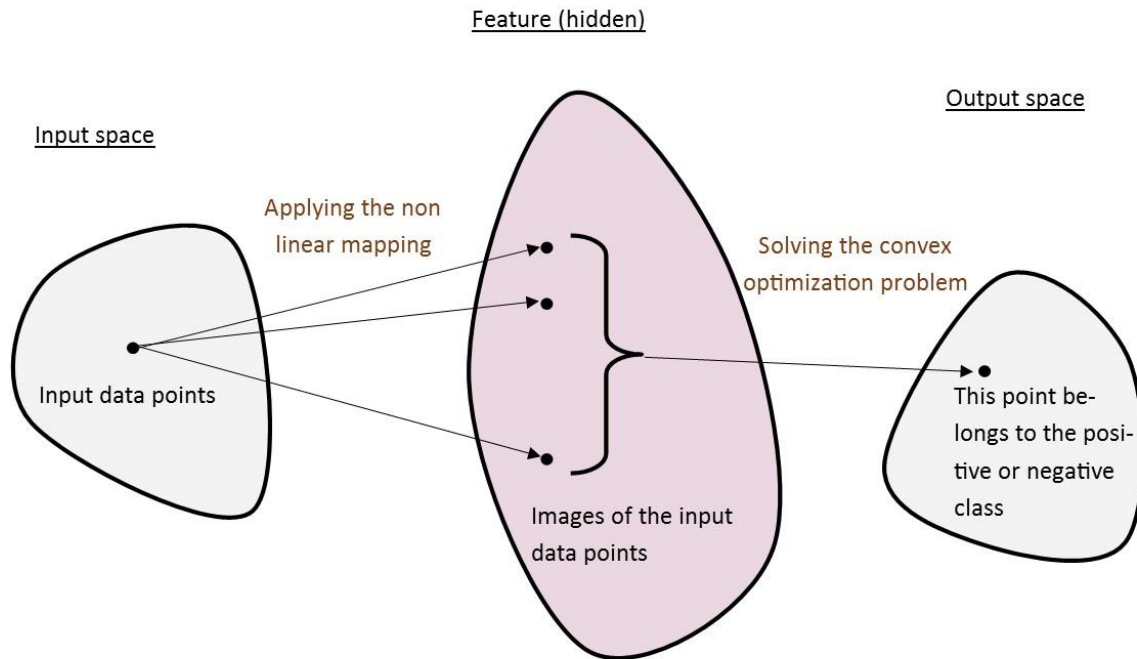 Feature (hidden)
Output space
Input space
Applying the non
linear mapping
Solving the convex
optimization problem
Input data points
This point be-
longs to the posi-
tive or negative
class
Images of the input
data points